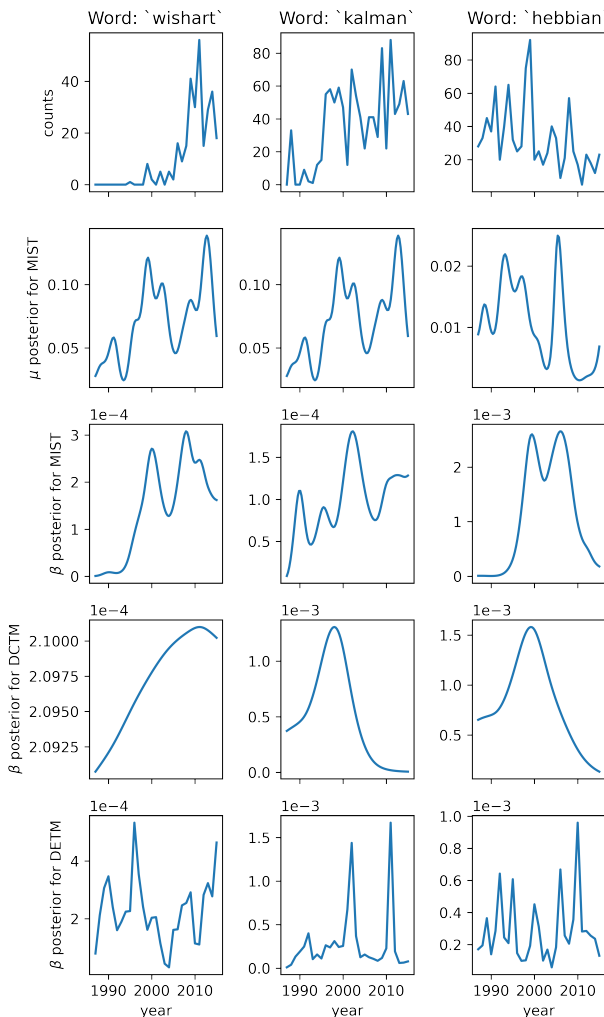 Word: `wishart` Word: `kalman` Word: `hebbian`
counts
40
20
0
80
60
40
20
0
80
60
40
20
μ posterior for MIST
0.10
0.05
0.10
0.05
0.02
0.01
β posterior for MIST
1e−4
3
2
1
0
1e−4
1.5
1.0
0.5
1e−3
2
1
0
β posterior for DCTM
1e−4
2.1000
2.0975
2.0950
2.0925
1e−3
1.0
0.5
0.0
1e−3
1.5
1.0
0.5
β posterior for DETM
1e−4
4
2
1e−3
1.5
1.0
0.5
0.0
1e−3
1.0
0.8
0.6
0.4
0.2
1990 2000 2010 1990 2000 2010 1990 2000 2010
year year year